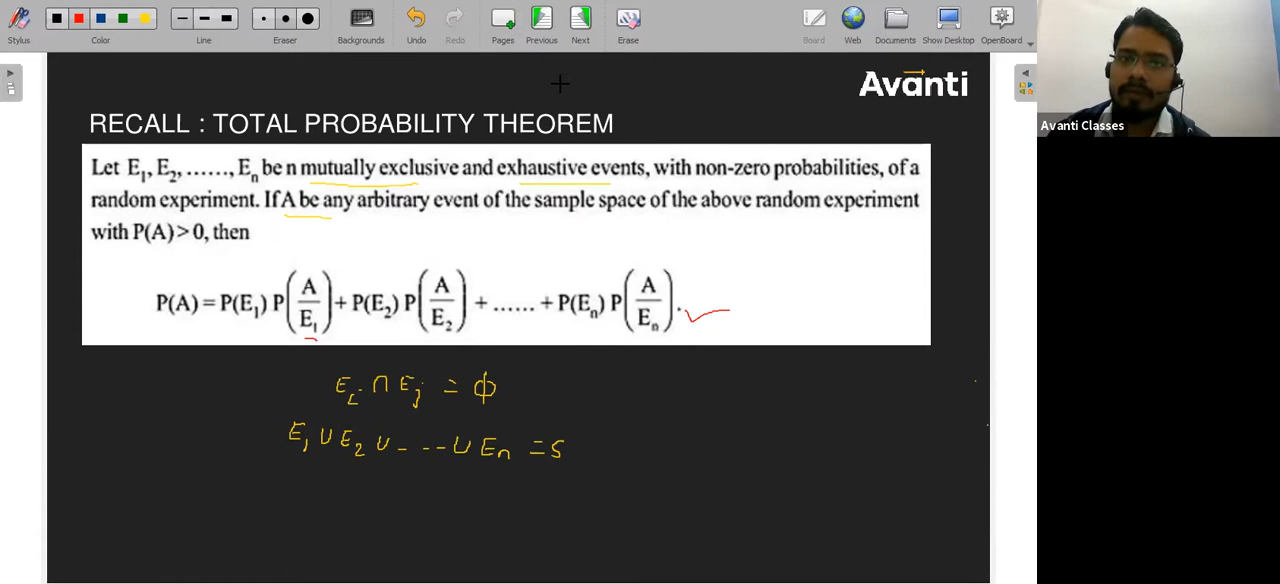 Stylus Color Line Eraser Backgrounds Undo Redo Pages Previous Next Erase Board Web Documents Show Desktop OpenBoard
Avanti
Avanti Classes
RECALL : TOTAL PROBABILITY THEOREM
Let E₁, E₂, ......, Eₙ be n mutually exclusive and exhaustive events, with non-zero probabilities, of a
random experiment. If A be any arbitrary event of the sample space of the above random experiment
with P(A) > 0, then
P(A) = P(E₁) P(A/E₁) + P(E₂) P(A/E₂) + ...... + P(Eₙ) P(A/Eₙ).
Eᵢ ∩ Eⱼ = ϕ
E₁ ∪ E₂ ∪ - - -- ∪ Eₙ = S